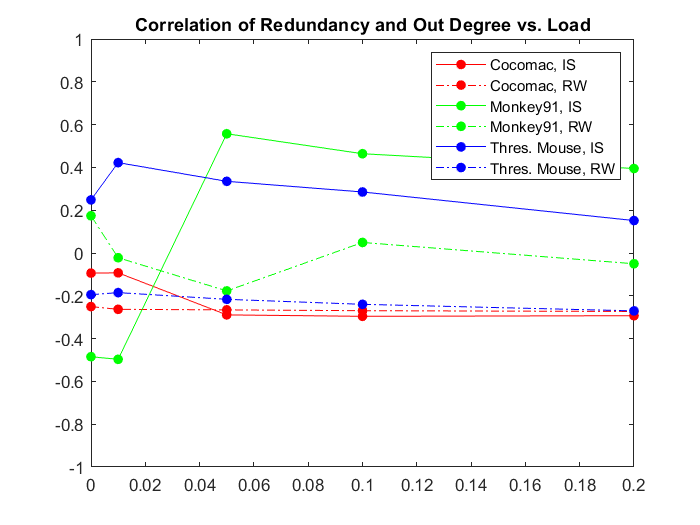 Correlation of Redundancy and Out Degree vs. Load
1
0.8
0.6
0.4
0.2
0
-0.2
-0.4
-0.6
-0.8
-1
Cocomac, IS
Cocomac, RW
Monkey91, IS
Monkey91, RW
Thres. Mouse, IS
Thres. Mouse, RW
0 0.02 0.04 0.06 0.08 0.1 0.12 0.14 0.16 0.18 0.2